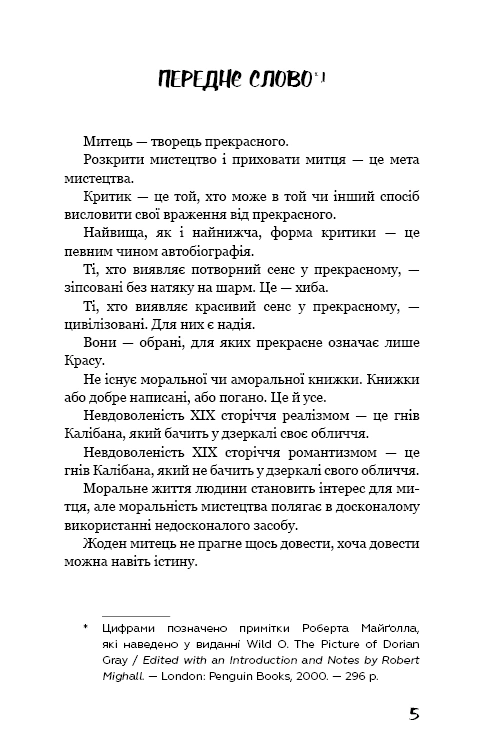 ПЕРЕДНЄ СЛОВО* 1
Митець — творець прекрасного.
Розкрити мистецтво і приховати митця — це мета
мистецтва.
Критик — це той, хто може в той чи інший спосіб
висловити свої враження від прекрасного.
Найвища, як і найнижча, форма критики — це
певним чином автобіографія.
Ті, хто виявляє потворний сенс у прекрасному, —
зіпсовані без натяку на шарм. Це — хиба.
Ті, хто виявляє красивий сенс у прекрасному, —
цивілізовані. Для них є надія.
Вони — обрані, для яких прекрасне означає лише
Красу.
Не існує моральної чи аморальної книжки. Книжки
або добре написані, або погано. Це й усе.
Невдоволеність XIX сторіччя реалізмом — це гнів
Калібана, який бачить у дзеркалі своє обличчя.
Невдоволеність XIX сторіччя романтизмом — це
гнів Калібана, який не бачить у дзеркалі свого обличчя.
Моральне життя людини становить інтерес для ми-
тця, але моральність мистецтва полягає в досконалому
використанні недосконалого засобу.
Жоден митець не прагне щось довести, хоча довести
можна навіть істину.
* Цифрами позначено примітки Роберта Майґолла,
які наведено у виданні Wild O. The Picture of Dorian
Gray / Edited with an Introduction and Notes by Robert
Mighall. — London: Penguin Books, 2000. — 296 p.
5